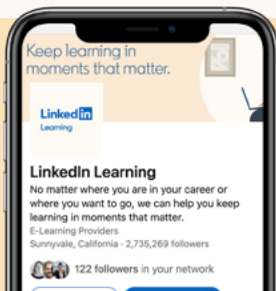 Keep learning in
moments that matter.
Linked in
Learning
LinkedIn Learning
No matter where you are in your career or
where you want to go, we can help you keep
learning in moments that matter.
E-Learning Providers
Sunnyvale, California · 2,735,269 followers
122 followers in your network